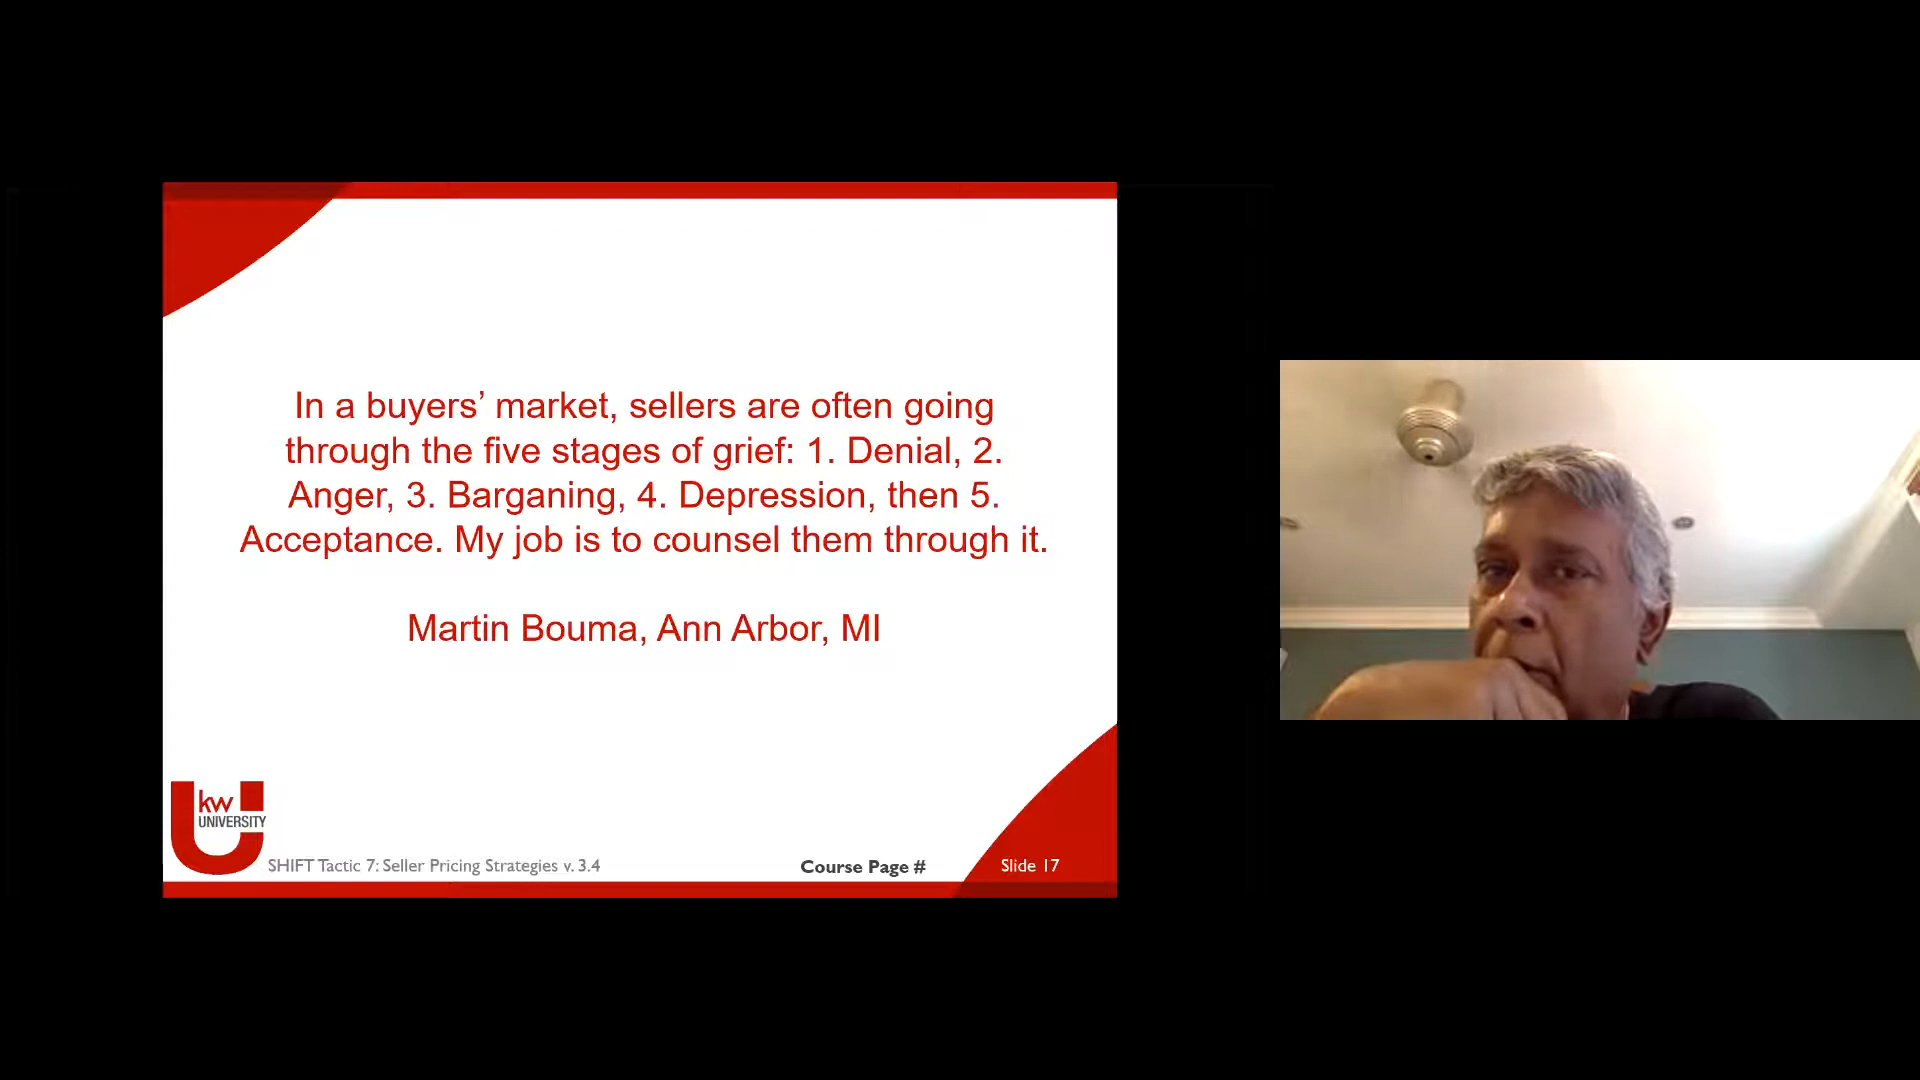 In a buyers’ market, sellers are often going
through the five stages of grief: 1. Denial, 2.
Anger, 3. Barganing, 4. Depression, then 5.
Acceptance. My job is to counsel them through it.
Martin Bouma, Ann Arbor, MI
kw
UNIVERSITY
SHIFT Tactic 7: Seller Pricing Strategies v. 3.4
Course Page #
Slide 17